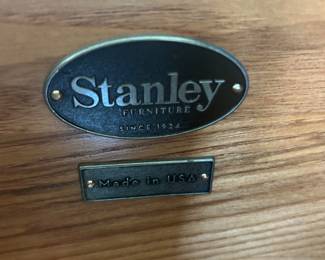 Stanley
FURNITURE
SINCE 1924
Made in USA